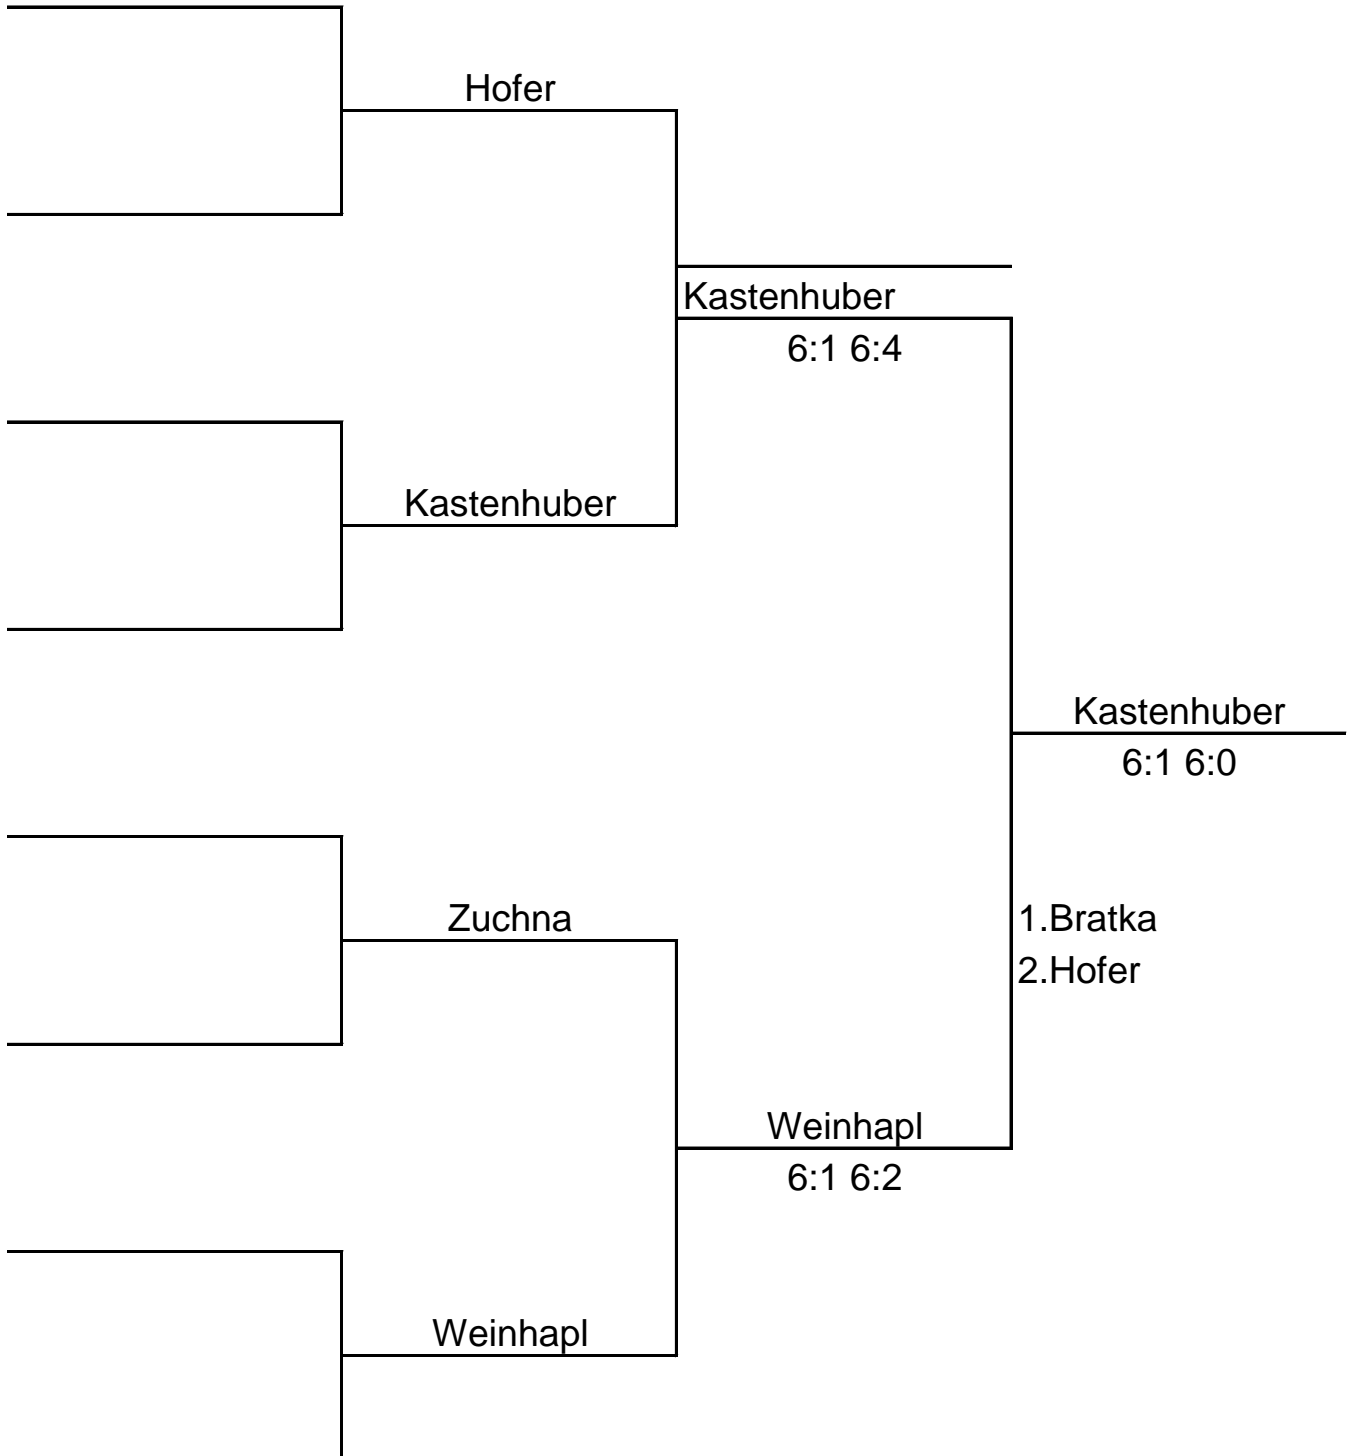 Hofer
Kastenhuber
6:1 6:4
Kastenhuber
Kastenhuber
6:1 6:0
Zuchna
1.Bratka
2.Hofer
Weinhapl
6:1 6:2
Weinhapl